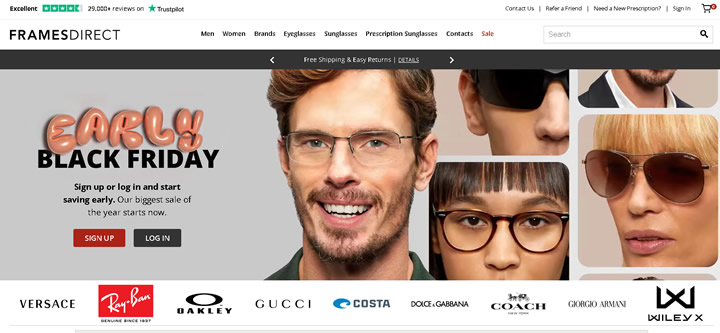 Excellent 29,000+ reviews on Trustpilot
Contact Us | Refer a Friend | Need a New Prescription? | Sign In 0
FRAMESDIRECT
Men Women Brands Eyeglasses Sunglasses Prescription Sunglasses Contacts Sale
Search
Free Shipping & Easy Returns | DETAILS
EARLY
BLACK FRIDAY
Sign up or log in and start
saving early. Our biggest sale of
the year starts now.
SIGN UP LOG IN
VERSACE Ray-Ban OAKLEY GUCCI COSTA DOLCE & GABBANA COACH GIORGIO ARMANI WILEY X
GENUINE SINCE 1937
NEW YORK